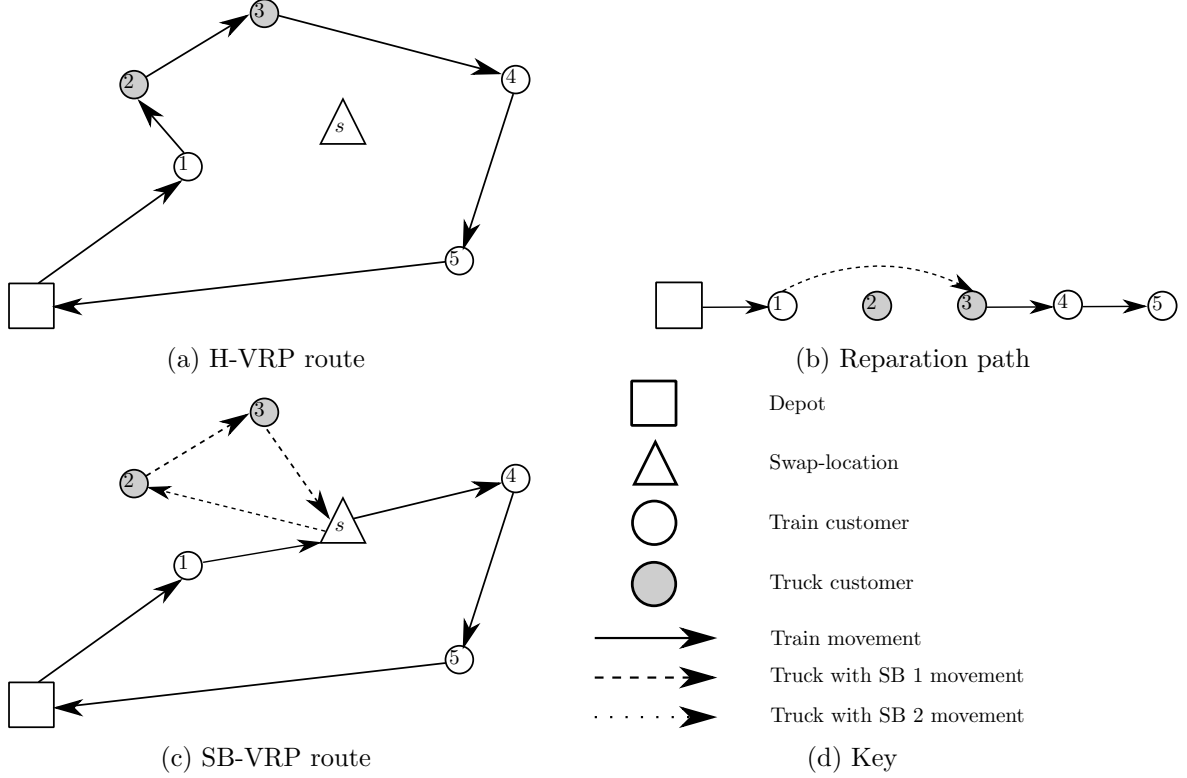 3
2
4
s
1
5
1
2
3
4
5
(a) H-VRP route
(b) Reparation path
3
2
4
s
1
5
Depot
Swap-location
Train customer
Truck customer
Train movement
Truck with SB 1 movement
Truck with SB 2 movement
(c) SB-VRP route
(d) Key